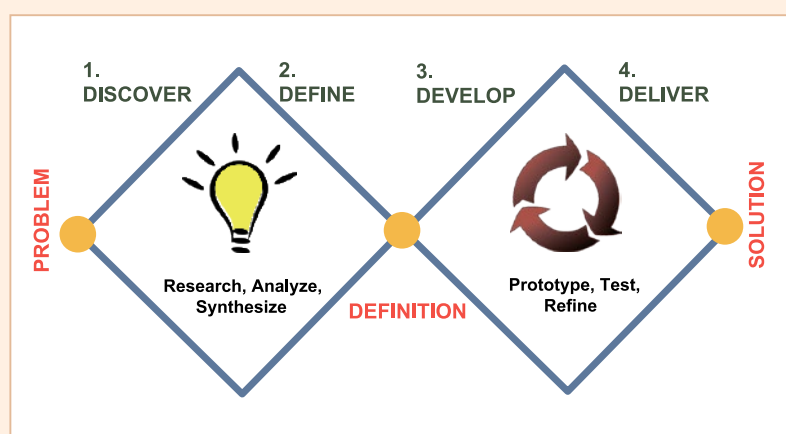 1.
DISCOVER
2.
DEFINE
3.
DEVELOP
4.
DELIVER
PROBLEM
Research, Analyze,
Synthesize
DEFINITION
Prototype, Test,
Refine
SOLUTION